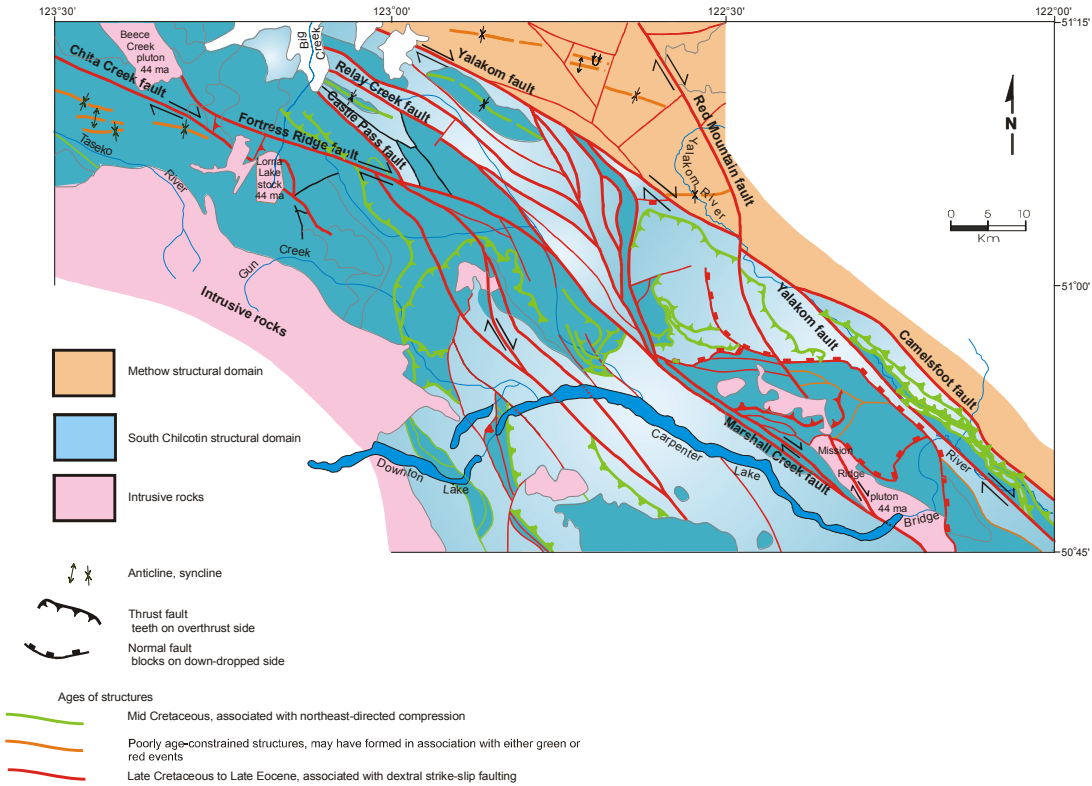 123°30'
123°00'
122°30'
122°00'
51°15'
Beece
Creek
pluton
44 ma
Big
Creek
Chita Creek fault
Relay Creek fault
Yalakom fault
Castle Pass fault
Fortress Ridge fault
Red Mountain fault
Yalakom River
Taseko
River
Lorna
Lake
stock
44 ma
N
0 5 10
Km
Creek
Gun
51°00'
Intrusive rocks
Yalakom fault
Camelsfoot fault
Methow structural domain
South Chilcotin structural domain
Intrusive rocks
Marshall Creek fault
Carpenter
Lake
Mission
Ridge
pluton
44 ma
River
Bridge
Downton
Lake
50°45'
Anticline, syncline
Thrust fault
teeth on overthrust side
Normal fault
blocks on down-dropped side
Ages of structures
Mid Cretaceous, associated with northeast-directed compression
Poorly age-constrained structures, may have formed in association with either green or
red events
Late Cretaceous to Late Eocene, associated with dextral strike-slip faulting